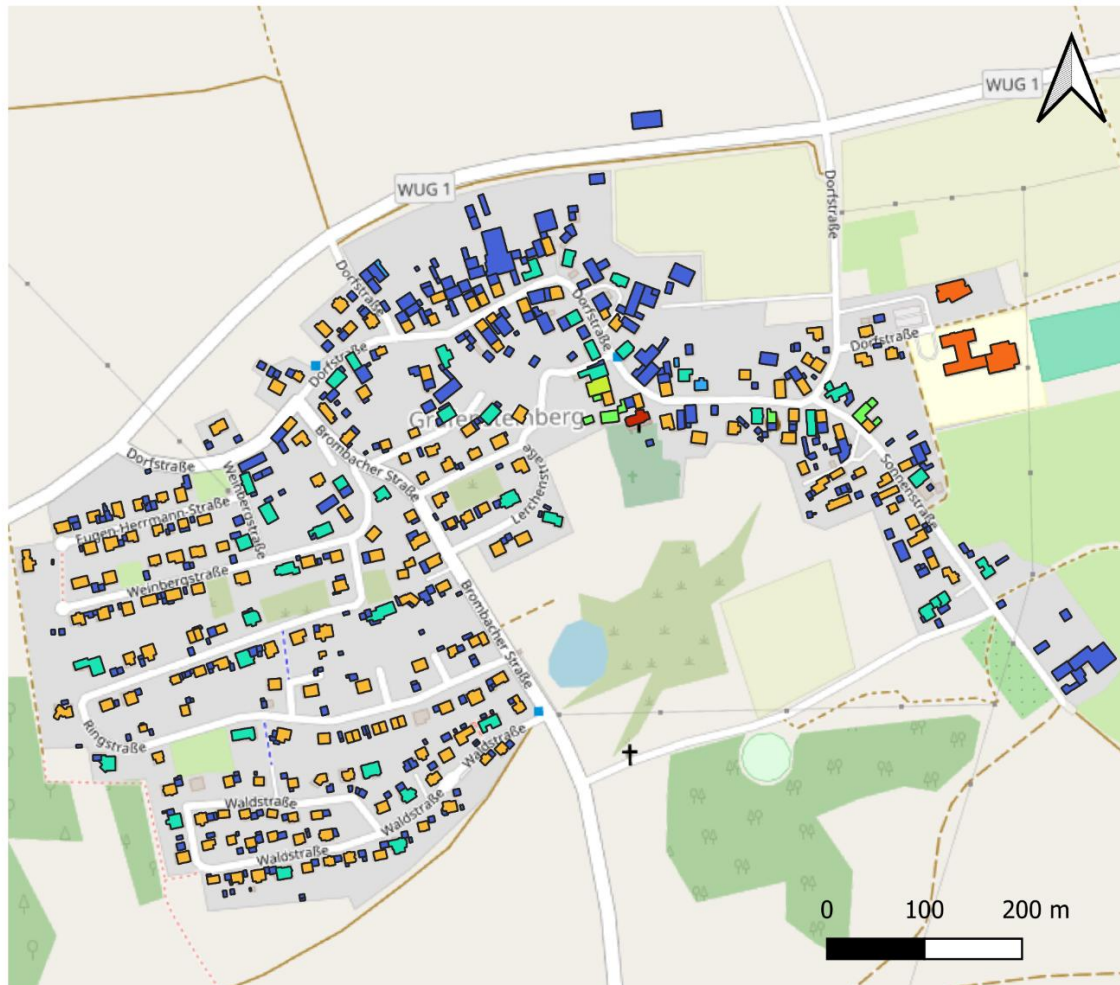 WUG 1
WUG 1
Dorfstraße
Dorfstraße
Dorfstraße
Dorfstraße
Dorfstraße
Brombacher Straße
Dorfstraße
Weinbergstraße
Eugen-Herrmann-Straße
Lerchenstraße
Sonnenstraße
Weinbergstraße
Brombacher Straße
Ringstraße
Waldstraße
Waldstraße
Waldstraße
Waldstraße
0 100 200 m